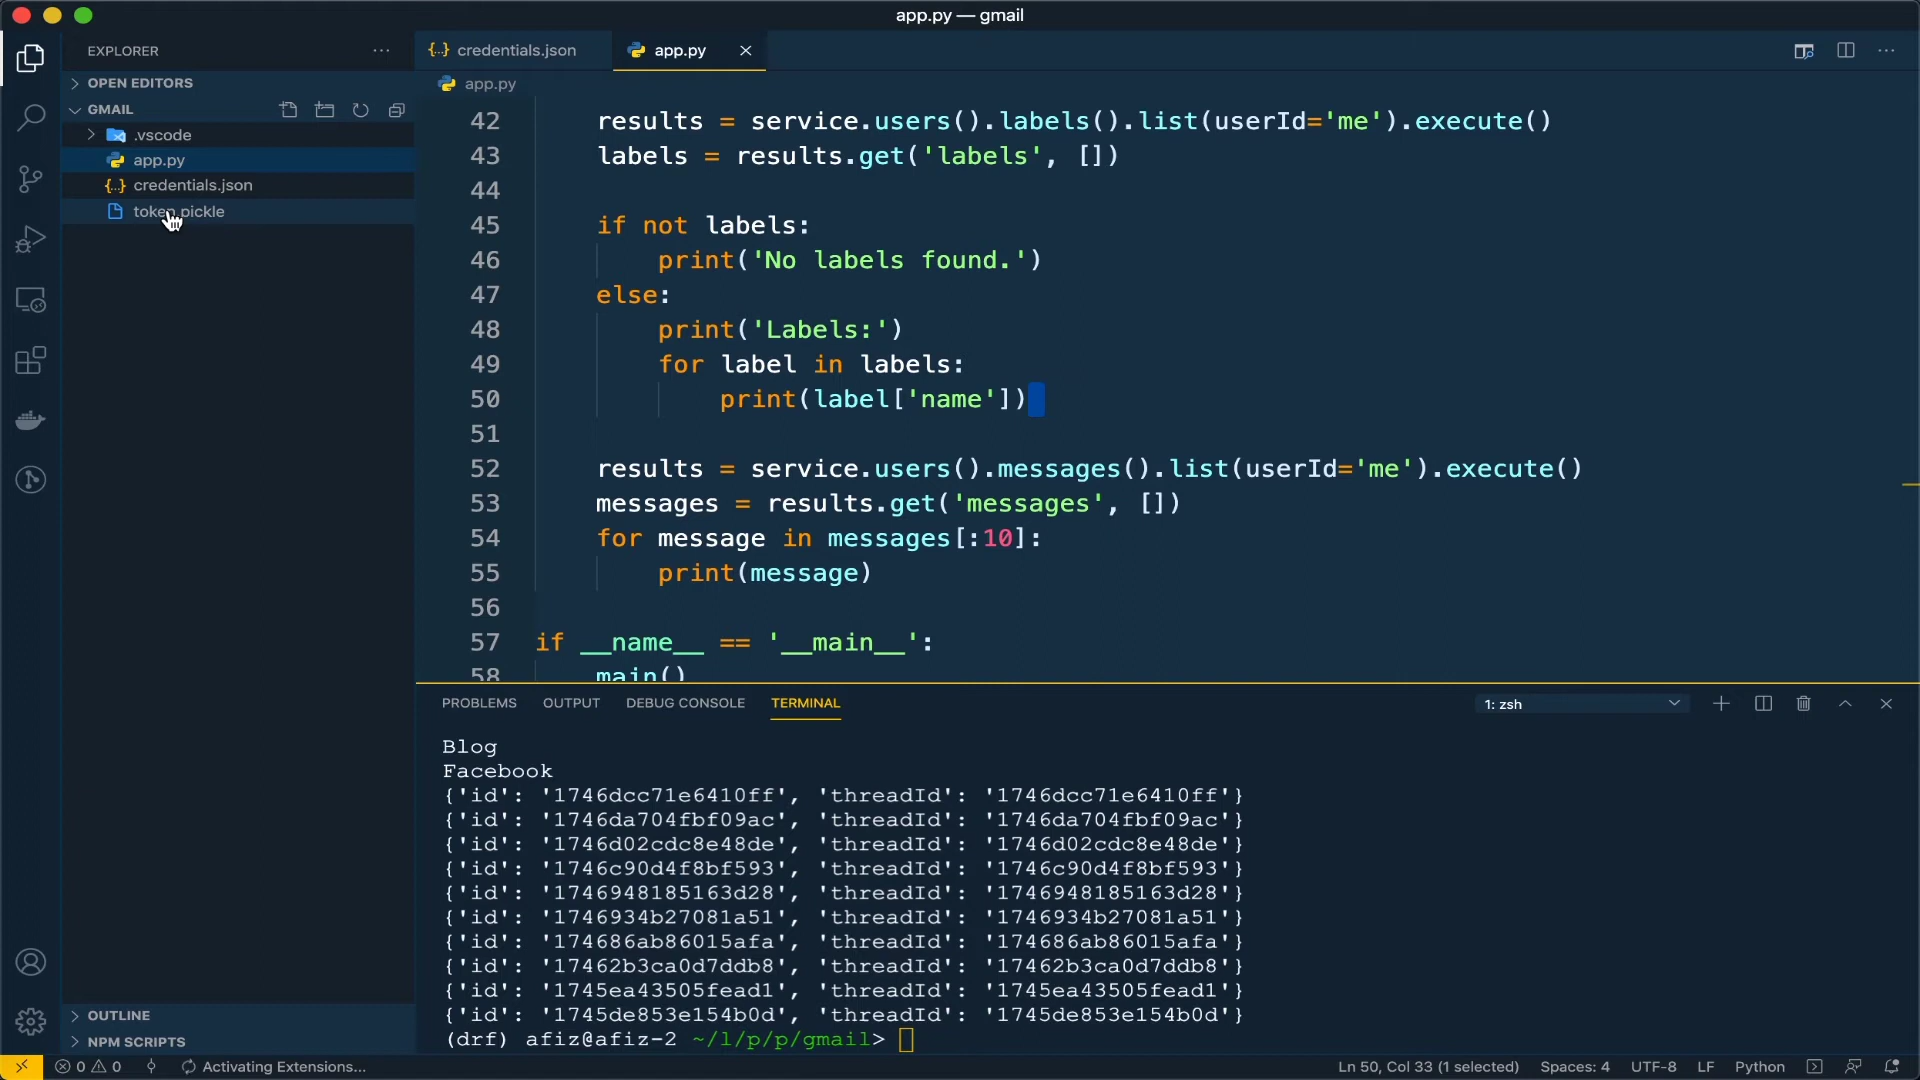 app.py — gmail
EXPLORER
OPEN EDITORS
GMAIL
.vscode
app.py
credentials.json
token.pickle
OUTLINE
NPM SCRIPTS
{..} credentials.json
app.py
app.py
42 results = service.users().labels().list(userId='me').execute()
43 labels = results.get('labels', [])
44
45 if not labels:
46 print('No labels found.')
47 else:
48 print('Labels:')
49 for label in labels:
50 print(label['name'])
51
52 results = service.users().messages().list(userId='me').execute()
53 messages = results.get('messages', [])
54 for message in messages[:10]:
55 print(message)
56
57 if __name__ == '__main__':
58 main()
PROBLEMS OUTPUT DEBUG CONSOLE TERMINAL
1: zsh
Blog
Facebook
{'id': '1746dcc71e6410ff', 'threadId': '1746dcc71e6410ff'}
{'id': '1746da704fbf09ac', 'threadId': '1746da704fbf09ac'}
{'id': '1746d02cdc8e48de', 'threadId': '1746d02cdc8e48de'}
{'id': '1746c90d4f8bf593', 'threadId': '1746c90d4f8bf593'}
{'id': '1746948185163d28', 'threadId': '1746948185163d28'}
{'id': '1746934b27081a51', 'threadId': '1746934b27081a51'}
{'id': '174686ab86015afa', 'threadId': '174686ab86015afa'}
{'id': '17462b3ca0d7ddb8', 'threadId': '17462b3ca0d7ddb8'}
{'id': '1745ea43505fead1', 'threadId': '1745ea43505fead1'}
{'id': '1745de853e154b0d', 'threadId': '1745de853e154b0d'}
(drf) afiz@afiz-2 ~/l/p/p/gmail>
0 0 Activating Extensions... Ln 50, Col 33 (1 selected) Spaces: 4 UTF-8 LF Python